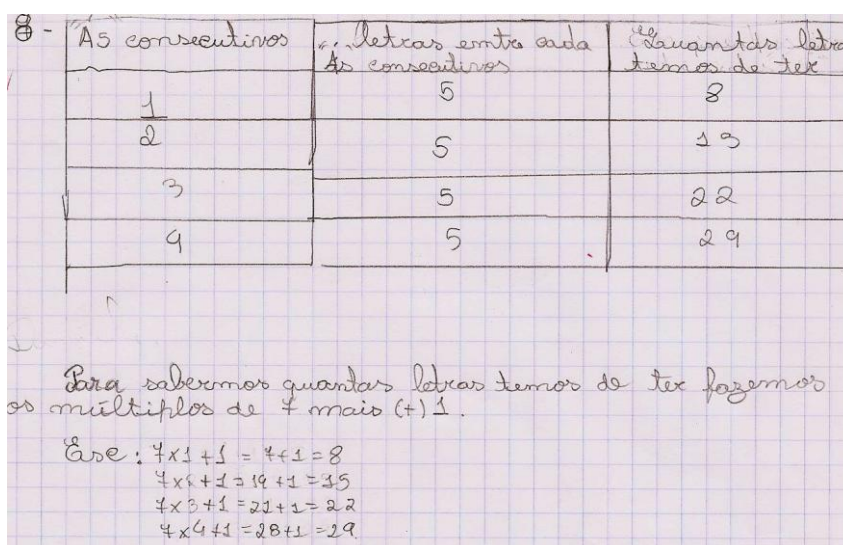 8 -
As consecutivos | ... letras entre cada As consecutivos | Quantas letra temos de ter
1 | 5 | 8
2 | 5 | 15
3 | 5 | 22
4 | 5 | 29
Para sabermos quantas letras temos de ter fazemos
os múltiplos de 7 mais (+) 1.
7x1+1 = 7+1 = 8
7x2+1 = 14+1 = 15
7x3+1 = 21+1 = 22
7x4+1 = 28+1 = 29